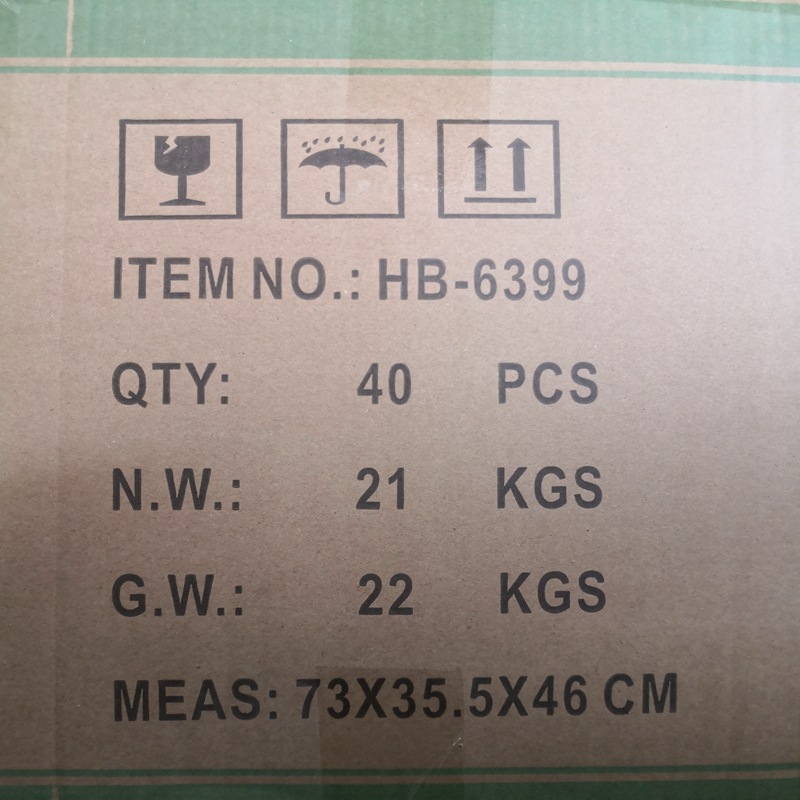 ITEM NO.: HB-6399
QTY: 40 PCS
N.W.: 21 KGS
G.W.: 22 KGS
MEAS: 73X35.5X46 CM